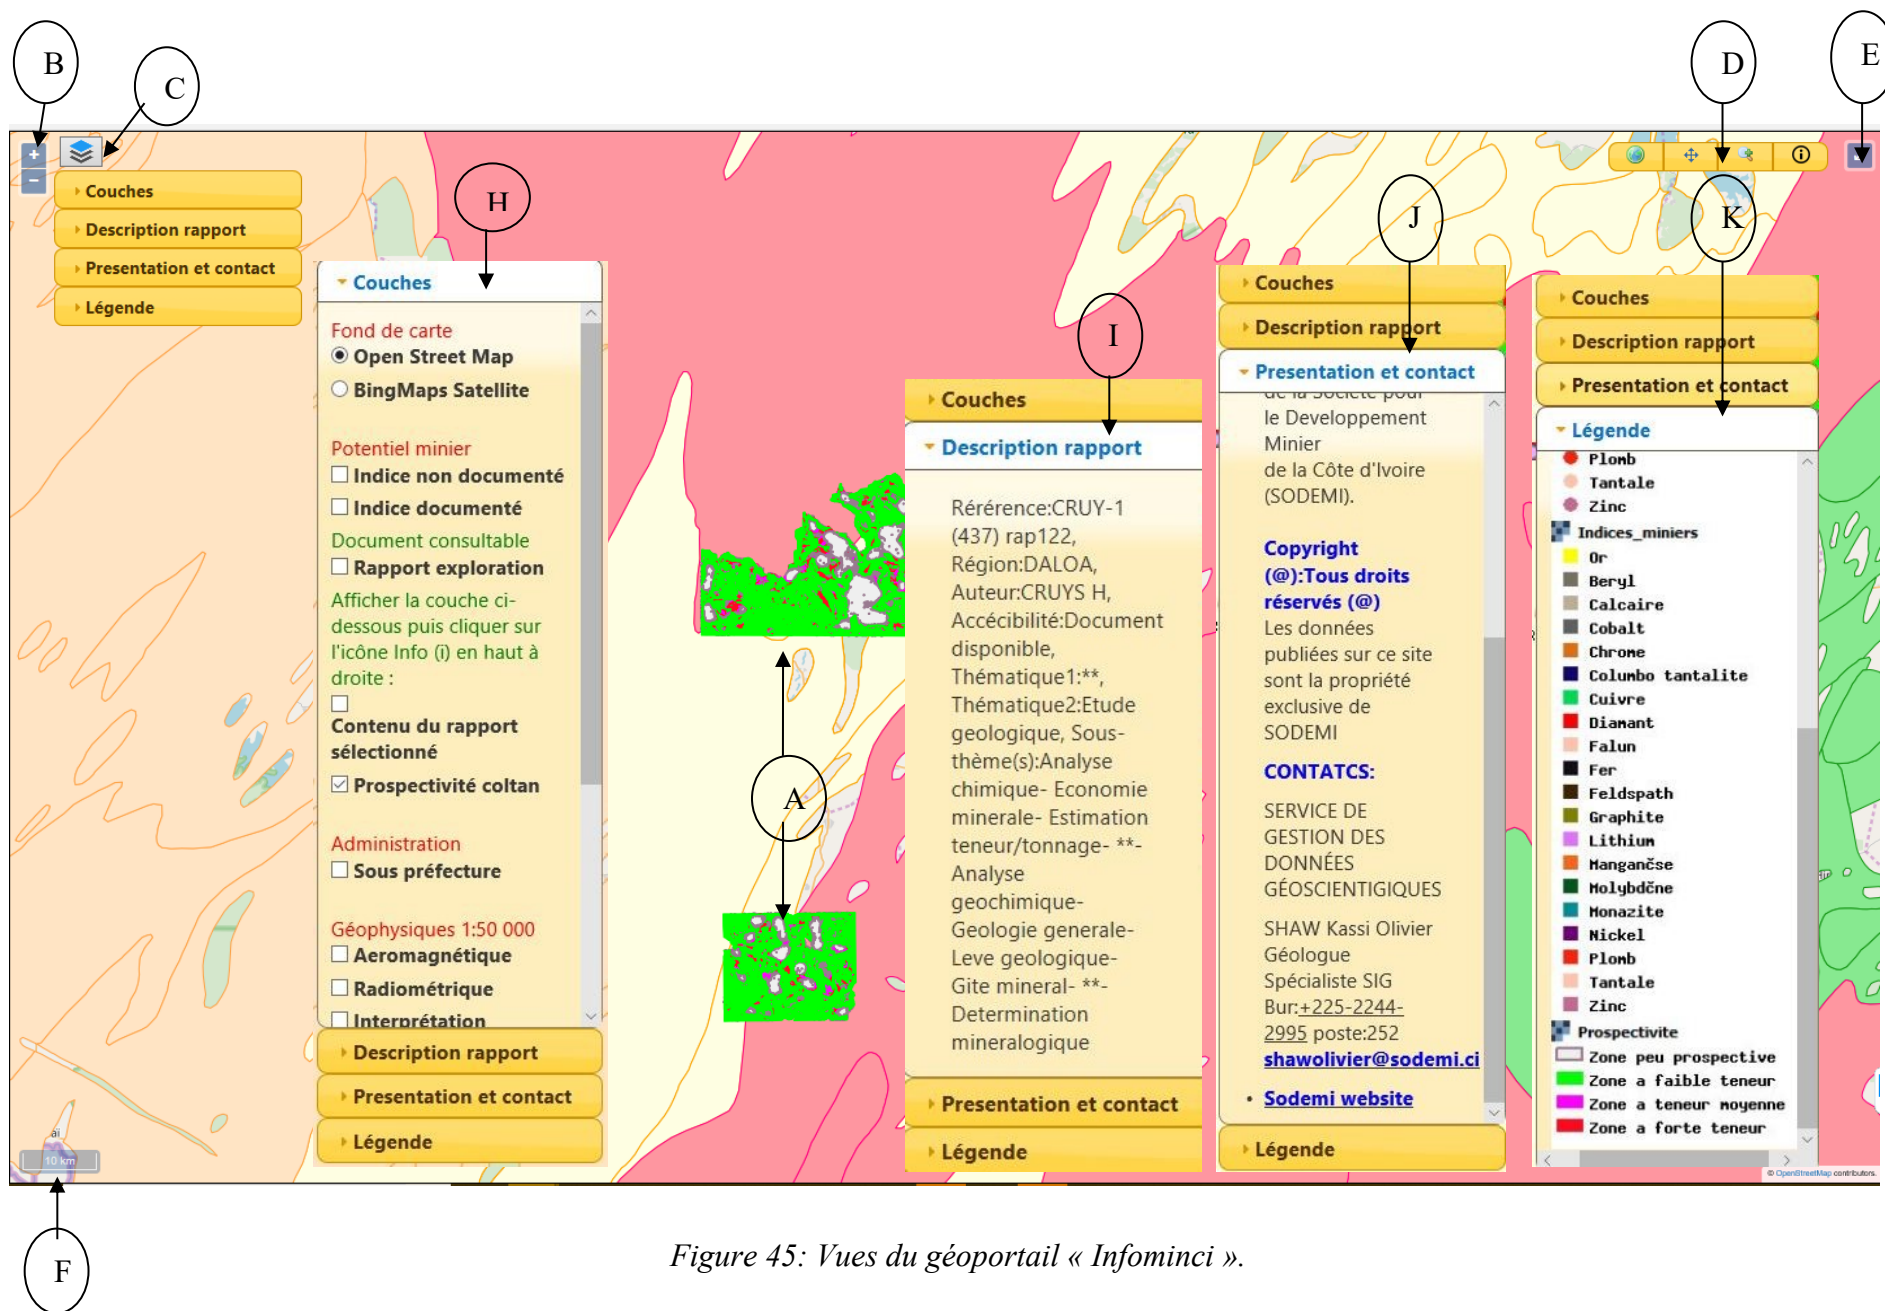 B
C
D
E
Couches
Description rapport
Presentation et contact
Légende
H
Couches
Fond de carte
Open Street Map
BingMaps Satellite
Potentiel minier
Indice non documenté
Indice documenté
Document consultable
Rapport exploration
Afficher la couche ci-
dessous puis cliquer sur
l'icône Info (i) en haut à
droite :
Contenu du rapport
sélectionné
Prospectivité coltan
Administration
Sous préfecture
Géophysiques 1:50 000
Aeromagnétique
Radiométrique
Interprétation
Description rapport
Presentation et contact
Légende
A
I
Couches
Description rapport
Rérérence:CRUY-1
(437) rap122,
Région:DALOA,
Auteur:CRUYS H,
Accécibilité:Document
disponible,
Thématique1:**,
Thématique2:Etude
geologique, Sous-
thème(s):Analyse
chimique- Economie
minerale- Estimation
teneur/tonnage- **-
Analyse
geochimique-
Geologie generale-
Leve geologique-
Gite mineral- **-
Determination
mineralogique
Presentation et contact
Légende
J
Couches
Description rapport
Presentation et contact
de la Société pour
le Developpement
Minier
de la Côte d'Ivoire
(SODEMI).
Copyright
(@):Tous droits
réservés (@)
Les données
publiées sur ce site
sont la propriété
exclusive de
SODEMI
CONTATCS:
SERVICE DE
GESTION DES
DONNÉES
GÉOSCIENTIGIQUES
SHAW Kassi Olivier
Géologue
Spécialiste SIG
Bur:+225-2244-
2995 poste:252
shawolivier@sodemi.ci
• Sodemi website
Légende
K
Couches
Description rapport
Presentation et contact
Légende
Plomb
Tantale
Zinc
Indices_miniers
Or
Beryl
Calcaire
Cobalt
Chrome
Columbo tantalite
Cuivre
Diamant
Falun
Fer
Feldspath
Graphite
Lithium
Mangančse
Molybdčne
Monazite
Nickel
Plomb
Tantale
Zinc
Prospectivite
Zone peu prospective
Zone a faible teneur
Zone a teneur moyenne
Zone a forte teneur
© OpenStreetMap contributors.
aï
10 km
F
Figure 45: Vues du géoportail « Infominci ».